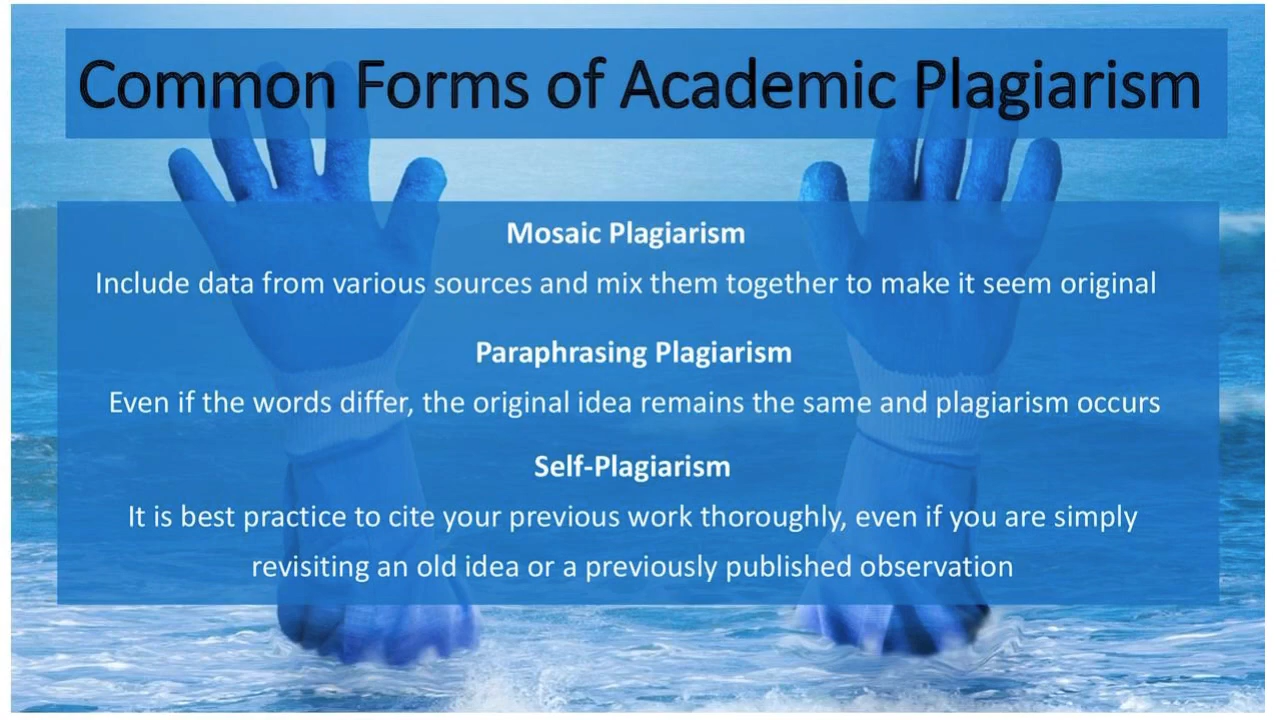 Common Forms of Academic Plagiarism
Mosaic Plagiarism
Include data from various sources and mix them together to make it seem original
Paraphrasing Plagiarism
Even if the words differ, the original idea remains the same and plagiarism occurs
Self-Plagiarism
It is best practice to cite your previous work thoroughly, even if you are simply
revisiting an old idea or a previously published observation